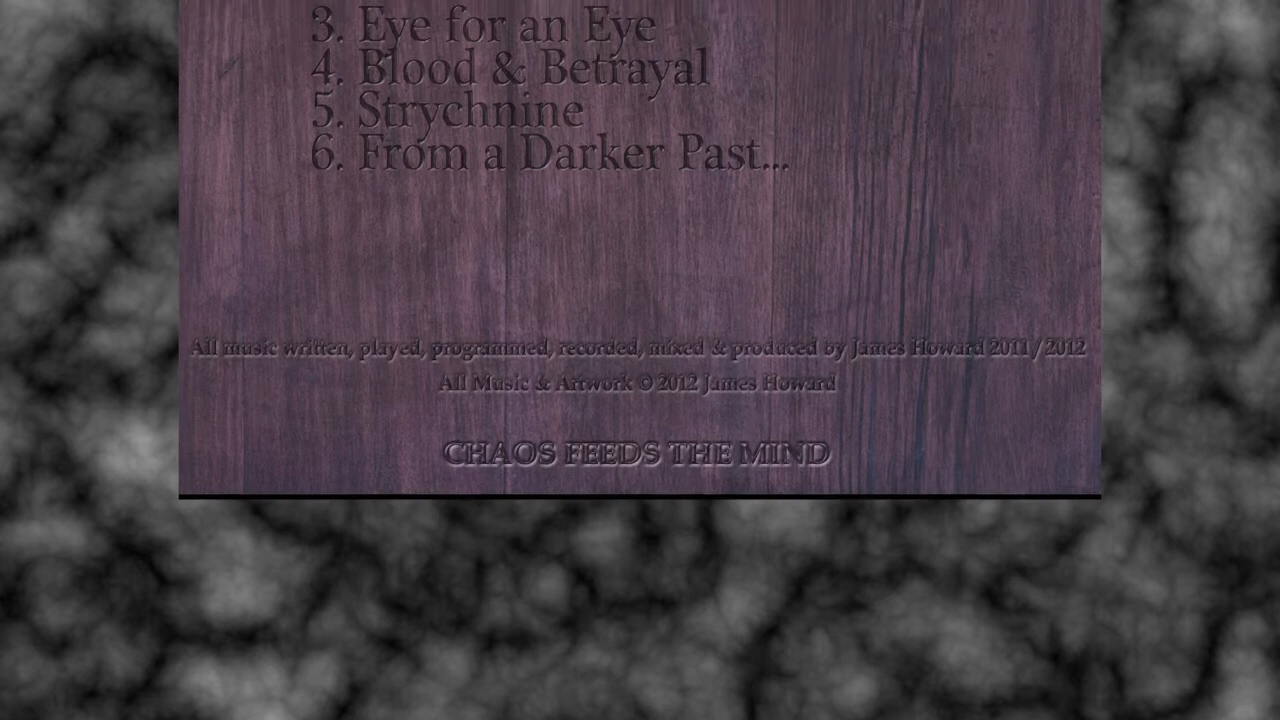 3. Eye for an Eye
4. Blood & Betrayal
5. Strychnine
6. From a Darker Past...
All music written, played, programmed, recorded, mixed & produced by James Howard 2011/2012
All Music & Artwork © 2012 James Howard
CHAOS FEEDS THE MIND